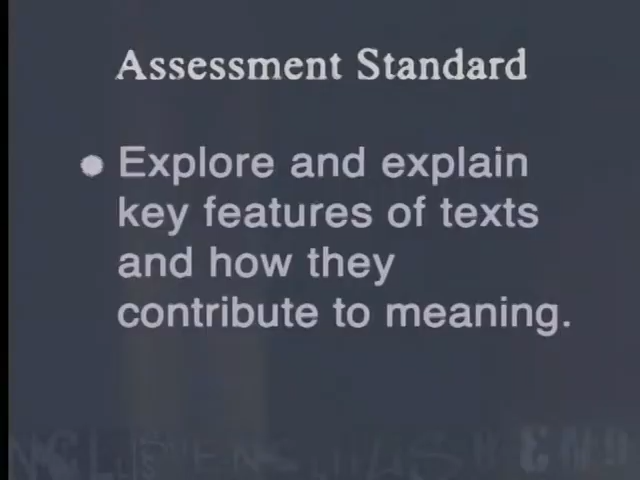 Assessment Standard
Explore and explain
key features of texts
and how they
contribute to meaning.